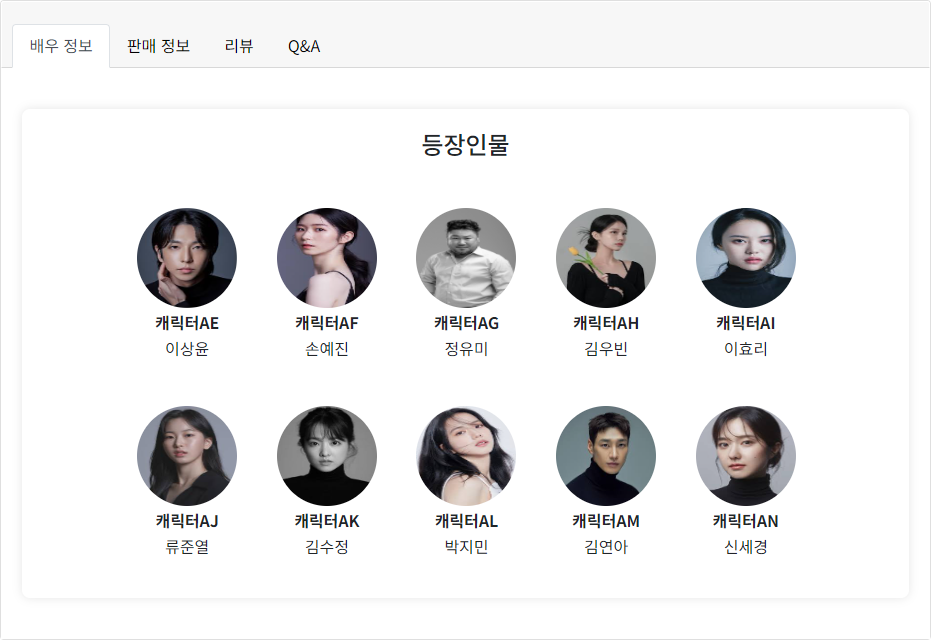 배우 정보 판매 정보 리뷰 Q&A
등장인물
캐릭터AE 캐릭터AF 캐릭터AG 캐릭터AH 캐릭터AI
이상윤 손예진 정유미 김우빈 이효리
캐릭터AJ 캐릭터AK 캐릭터AL 캐릭터AM 캐릭터AN
류준열 김수정 박지민 김연아 신세경